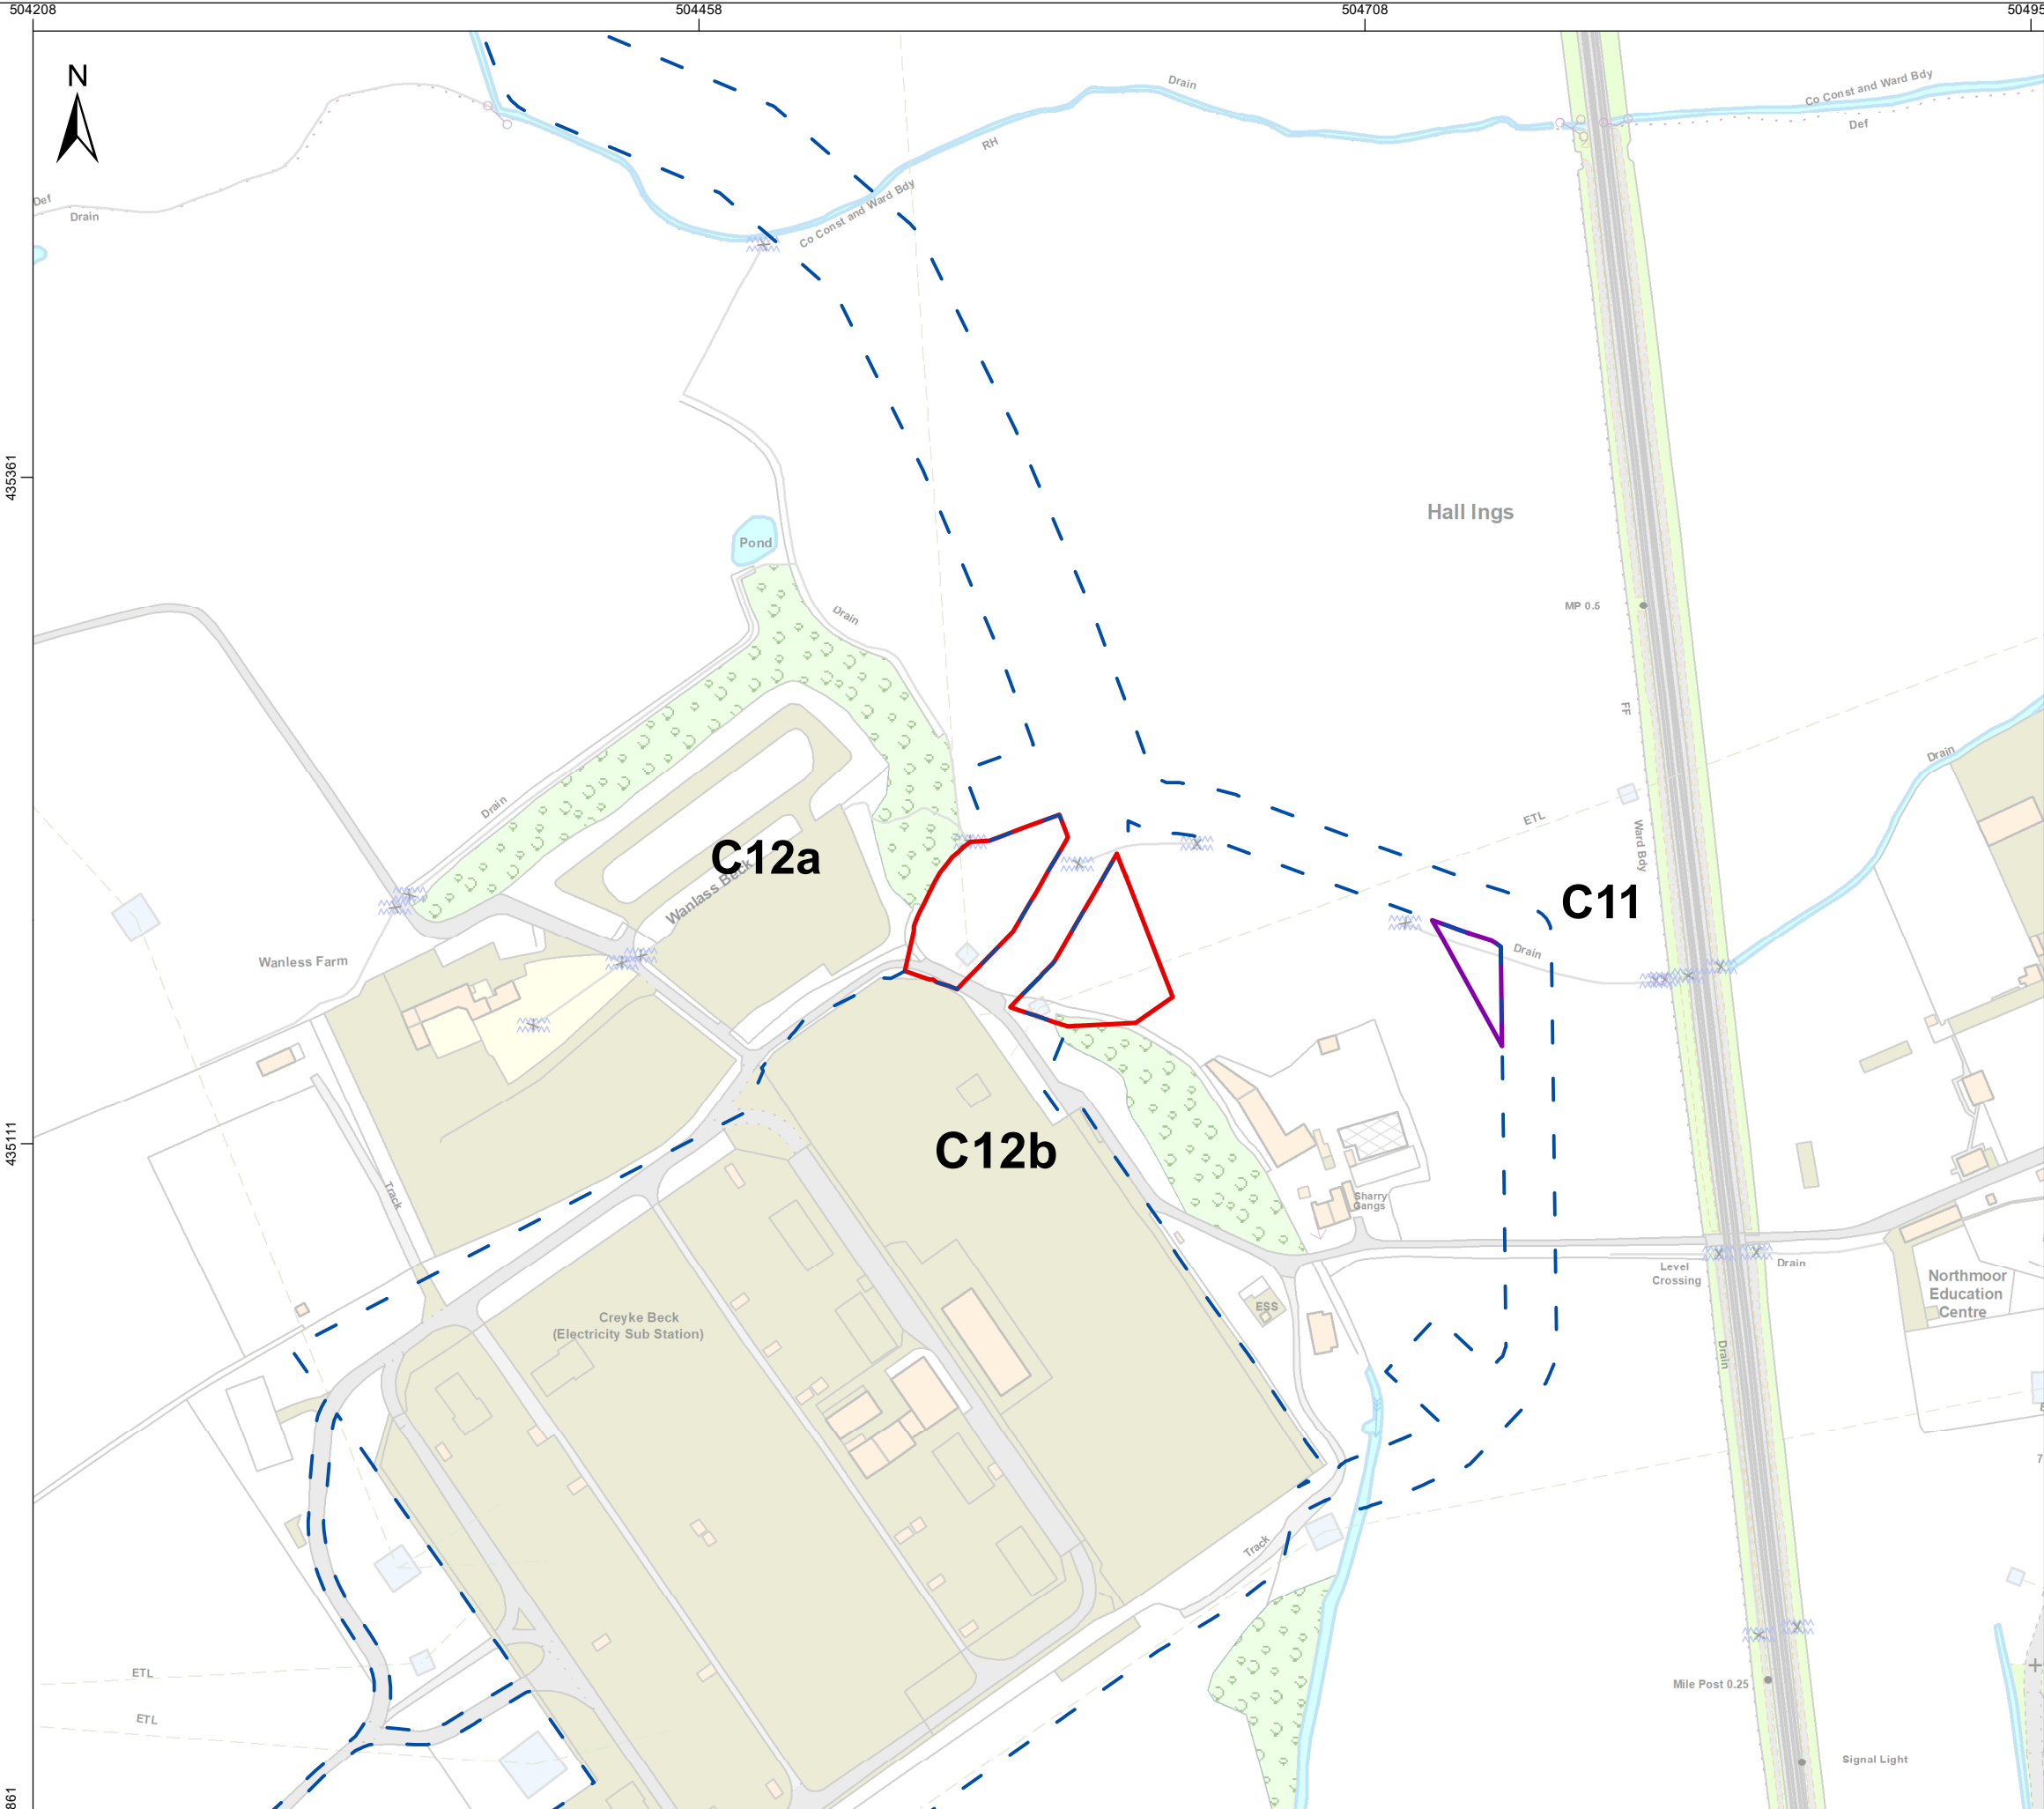 504208
504458
504708
50495
N
Drain
Co Const and Ward Bdy
Def
RH
Def
Drain
Co Const and Ward Bdy
435361
Hall Ings
Pond
MP 0.5
Drain
FF
Drain
Drain
ETL
Ward Bdy
C12a
Wanlass Beck
C11
Drain
Wanless Farm
435111
C12b
Track
Sharry
Gangs
Level
Crossing
Drain
Northmoor
Education
Centre
ESS
Creyke Beck
(Electricity Sub Station)
Drain
Track
ETL
Mile Post 0.25
ETL
Signal Light
861